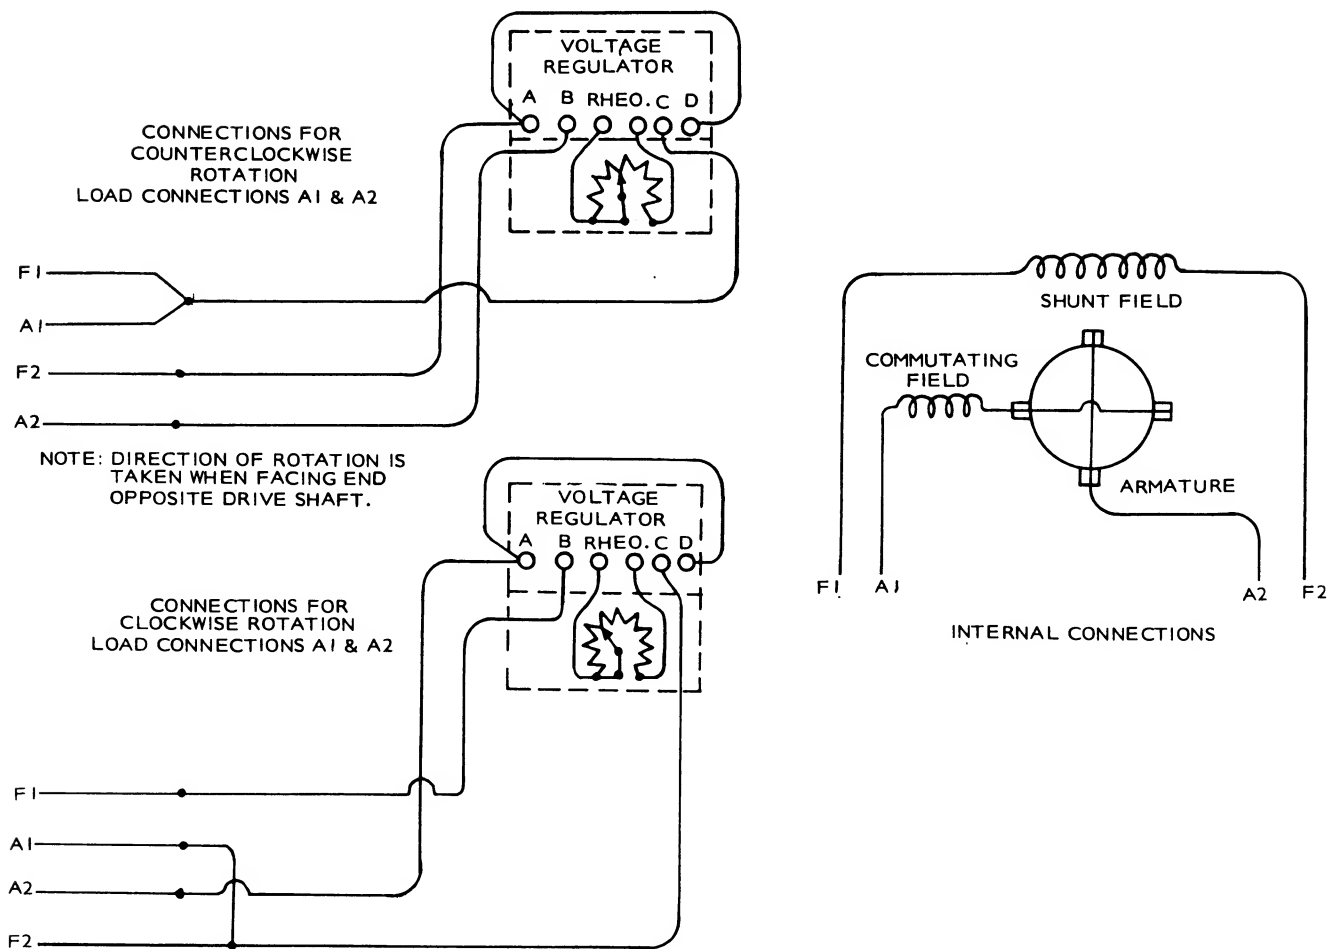 VOLTAGE
REGULATOR
A B RHEO. C D
CONNECTIONS FOR
COUNTERCLOCKWISE
ROTATION
LOAD CONNECTIONS A1 & A2
F1
A1
F2
A2
NOTE: DIRECTION OF ROTATION IS
TAKEN WHEN FACING END
OPPOSITE DRIVE SHAFT.
VOLTAGE
REGULATOR
A B RHEO. C D
CONNECTIONS FOR
CLOCKWISE ROTATION
LOAD CONNECTIONS A1 & A2
F1
A1
A2
F2
SHUNT FIELD
COMMUTATING
FIELD
ARMATURE
F1 A1 A2 F2
INTERNAL CONNECTIONS